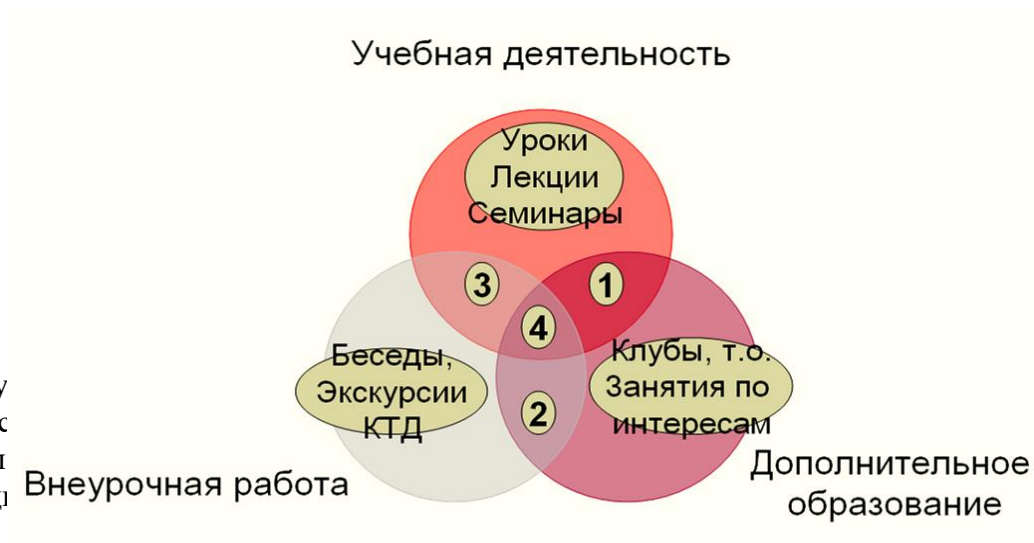 Учебная деятельность
Уроки
Лекции
Семинары
3
1
4
Беседы,
Экскурсии
КТД
Клубы, т.о.
Занятия по
интересам
2
Внеурочная работа
Дополнительное
образование